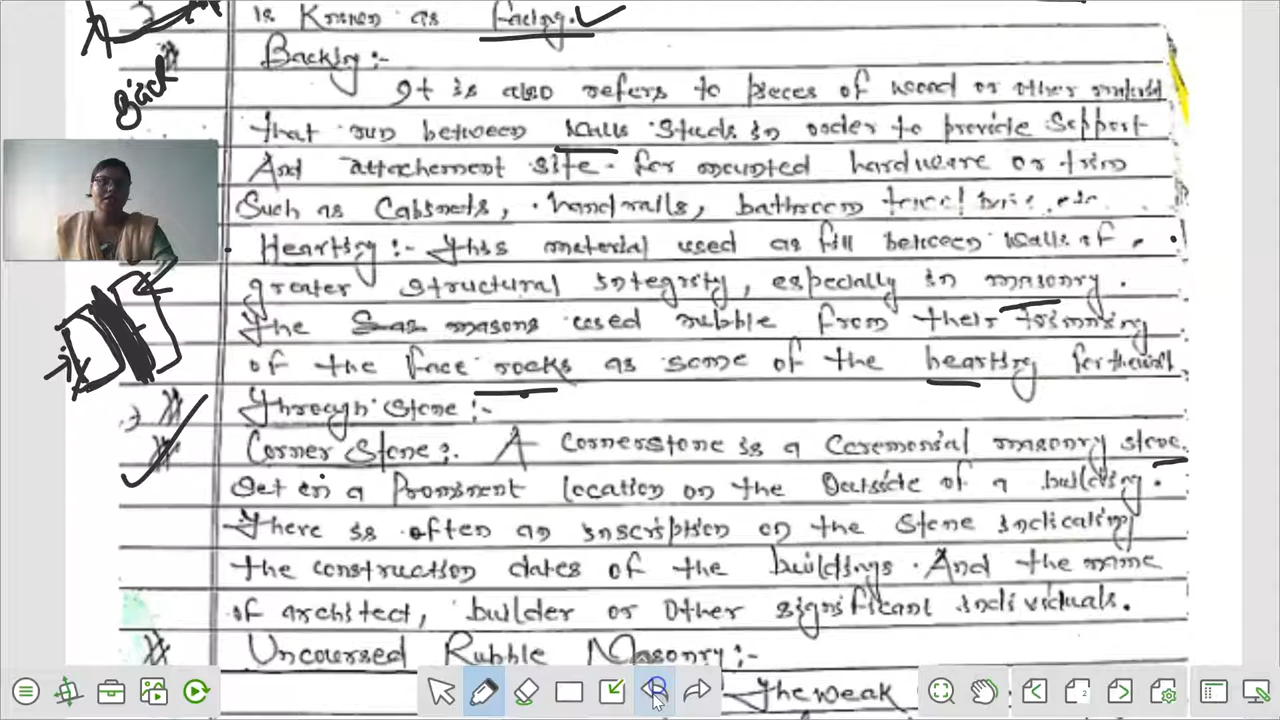 is Known as facing.
Backing :-
It is also refers to pieces of wood or other
that run between walls studs in order to provide support
And attachement site for mounted hardware or trim
Such as Cabinets, handrails, bathroom towel bars etc
Hearting :- This material used as fill between walls of
greater structural integrity, especially in masonry.
The masons used rubble from their trimming
of the face rocks as some of the hearting for
Through Stone :-
Corner Stone :- A cornerstone is a Ceremonial masonry stone.
Set in a Prominent location on the Outside of a building.
There is often an inscription on the Stone indicating
the construction dates of the buildings. And the name
of architect, builder or Other significant individuals.
Uncoursed Rubble Masonry :-
The weak
Back
2